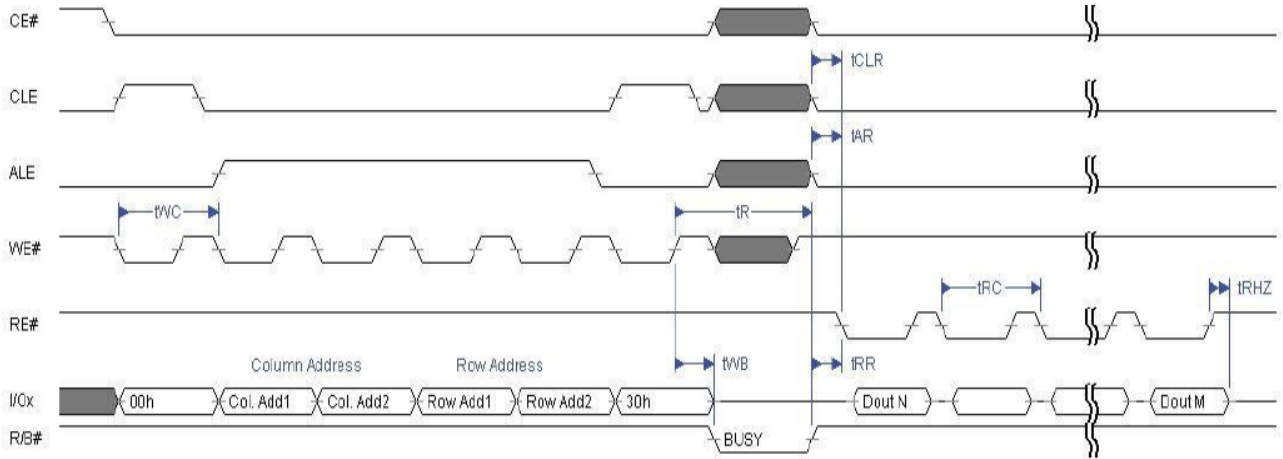 CE#
tCLR
CLE
tAR
ALE
tWC
tR
WE#
tRC
tRHZ
RE#
Column Address
Row Address
tWB
tRR
I/Ox
00h
Col. Add1
Col. Add2
Row Add1
Row Add2
30h
Dout N
Dout M
R/B#
BUSY